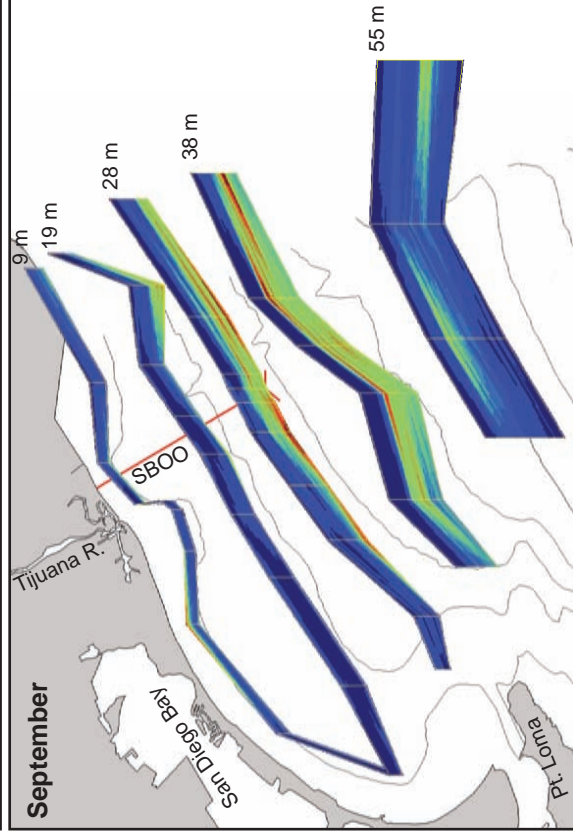 September
9 m
19 m
28 m
38 m
55 m
SBOO
Tijuana R.
San Diego Bay
Pt. Loma